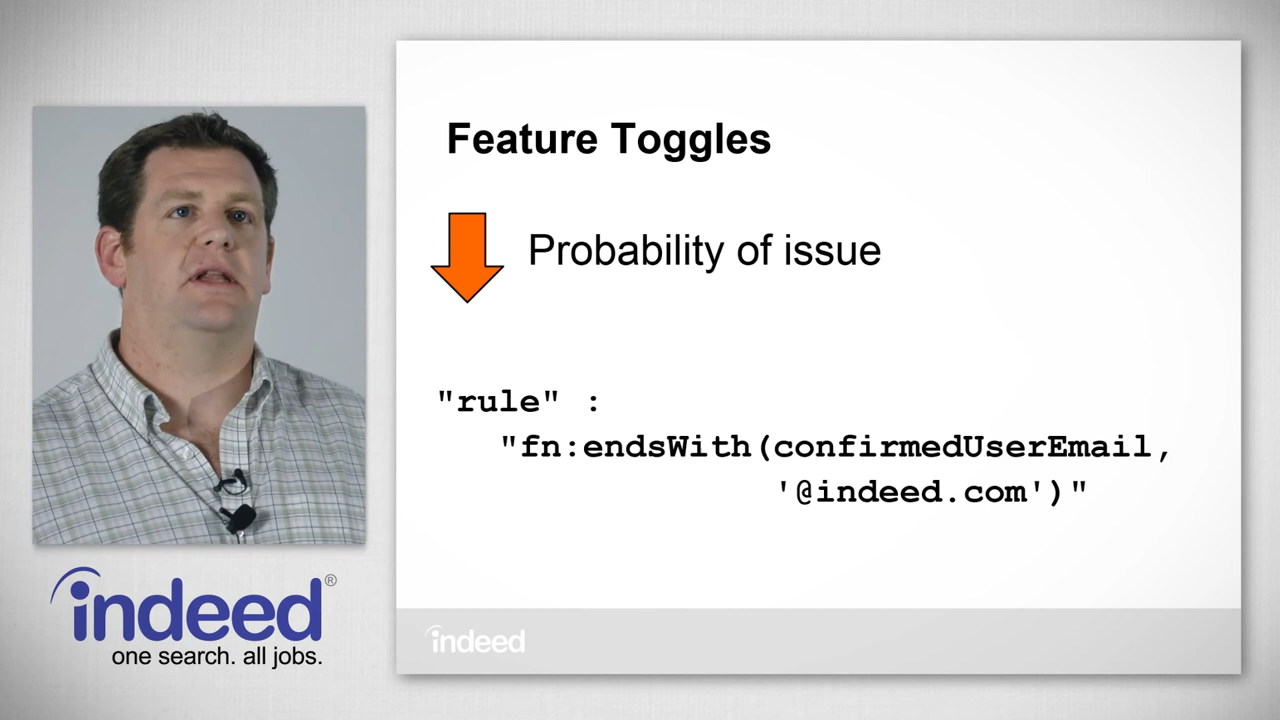 Feature Toggles
Probability of issue
"rule" :
"fn:endsWith(confirmedUserEmail,
'@indeed.com')"
indeed®
one search. all jobs.
indeed